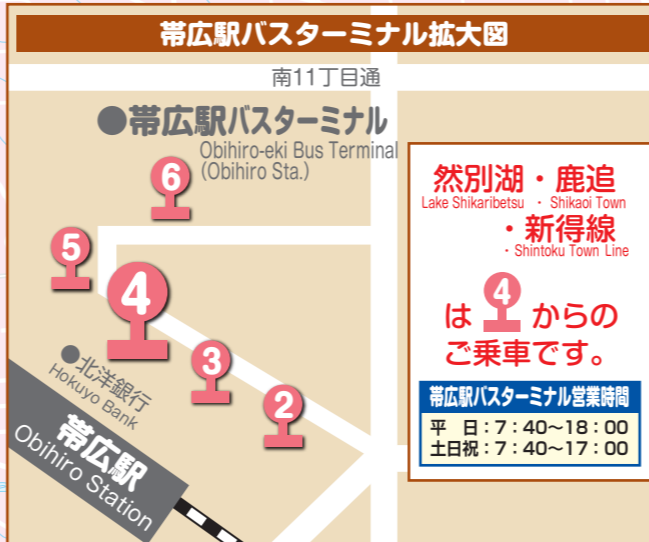 帯広駅バスターミナル拡大図
南11丁目通
●帯広駅バスターミナル
Obihiro-eki Bus Terminal
(Obihiro Sta.)
6
5
4
3
2
●北洋銀行
Hokuyo Bank
帯広駅
Obihiro Station
然別湖・鹿追
Lake Shikaribetsu ・ Shikaoi Town
・新得線
・Shintoku Town Line
は 4 からの
ご乗車です。
帯広駅バスターミナル営業時間
平　日：7：40〜18：00
土日祝：7：40〜17：00